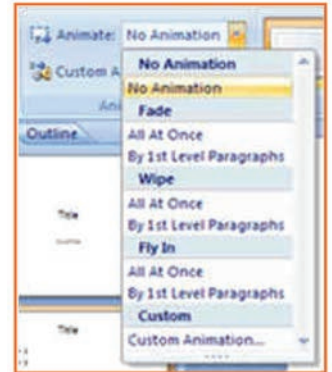 Animate: No Animation
No Animation
Custom A
No Animation
Fade
Outline
All At Once
By 1st Level Paragraphs
Wipe
All At Once
Title
By 1st Level Paragraphs
Fly In
All At Once
By 1st Level Paragraphs
Custom
Title
Custom Animation...